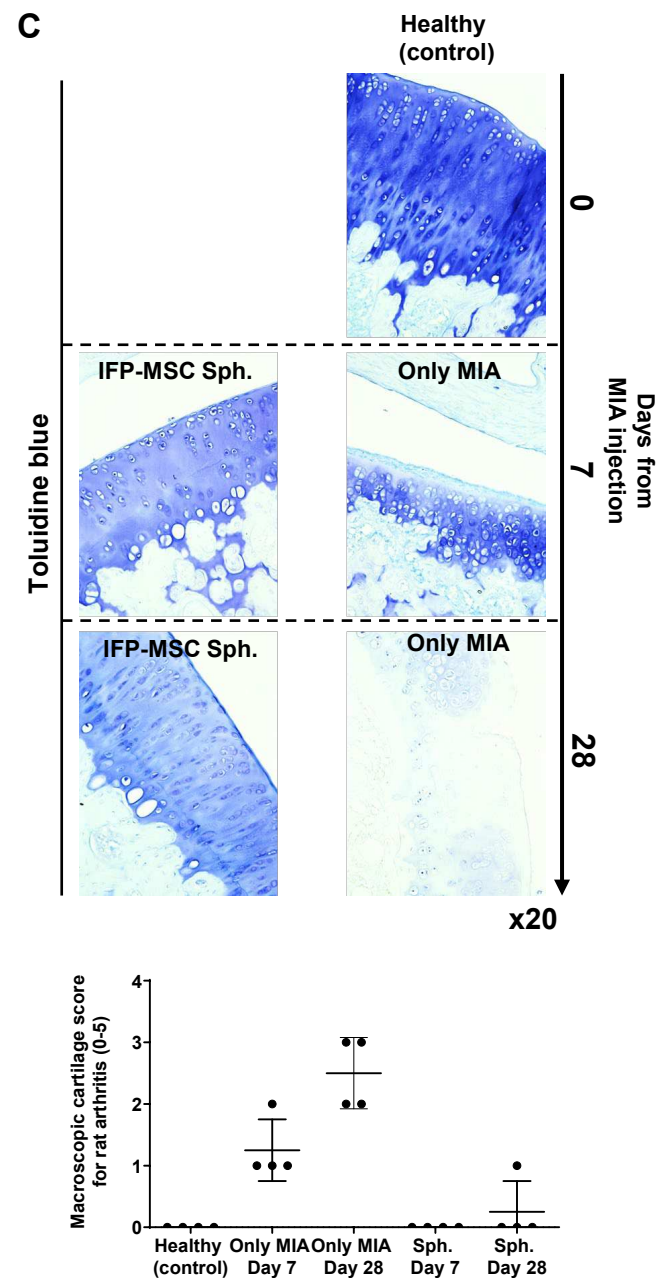 C
Healthy
(control)
0
Toluidine blue
IFP-MSC Sph.
Only MIA
7
Days from
MIA injection
IFP-MSC Sph.
Only MIA
28
x20
Macroscopic cartilage score
for rat arthritis (0-5)
4
3
2
1
0
Healthy
(control)
Only MIA
Day 7
Only MIA
Day 28
Sph.
Day 7
Sph.
Day 28